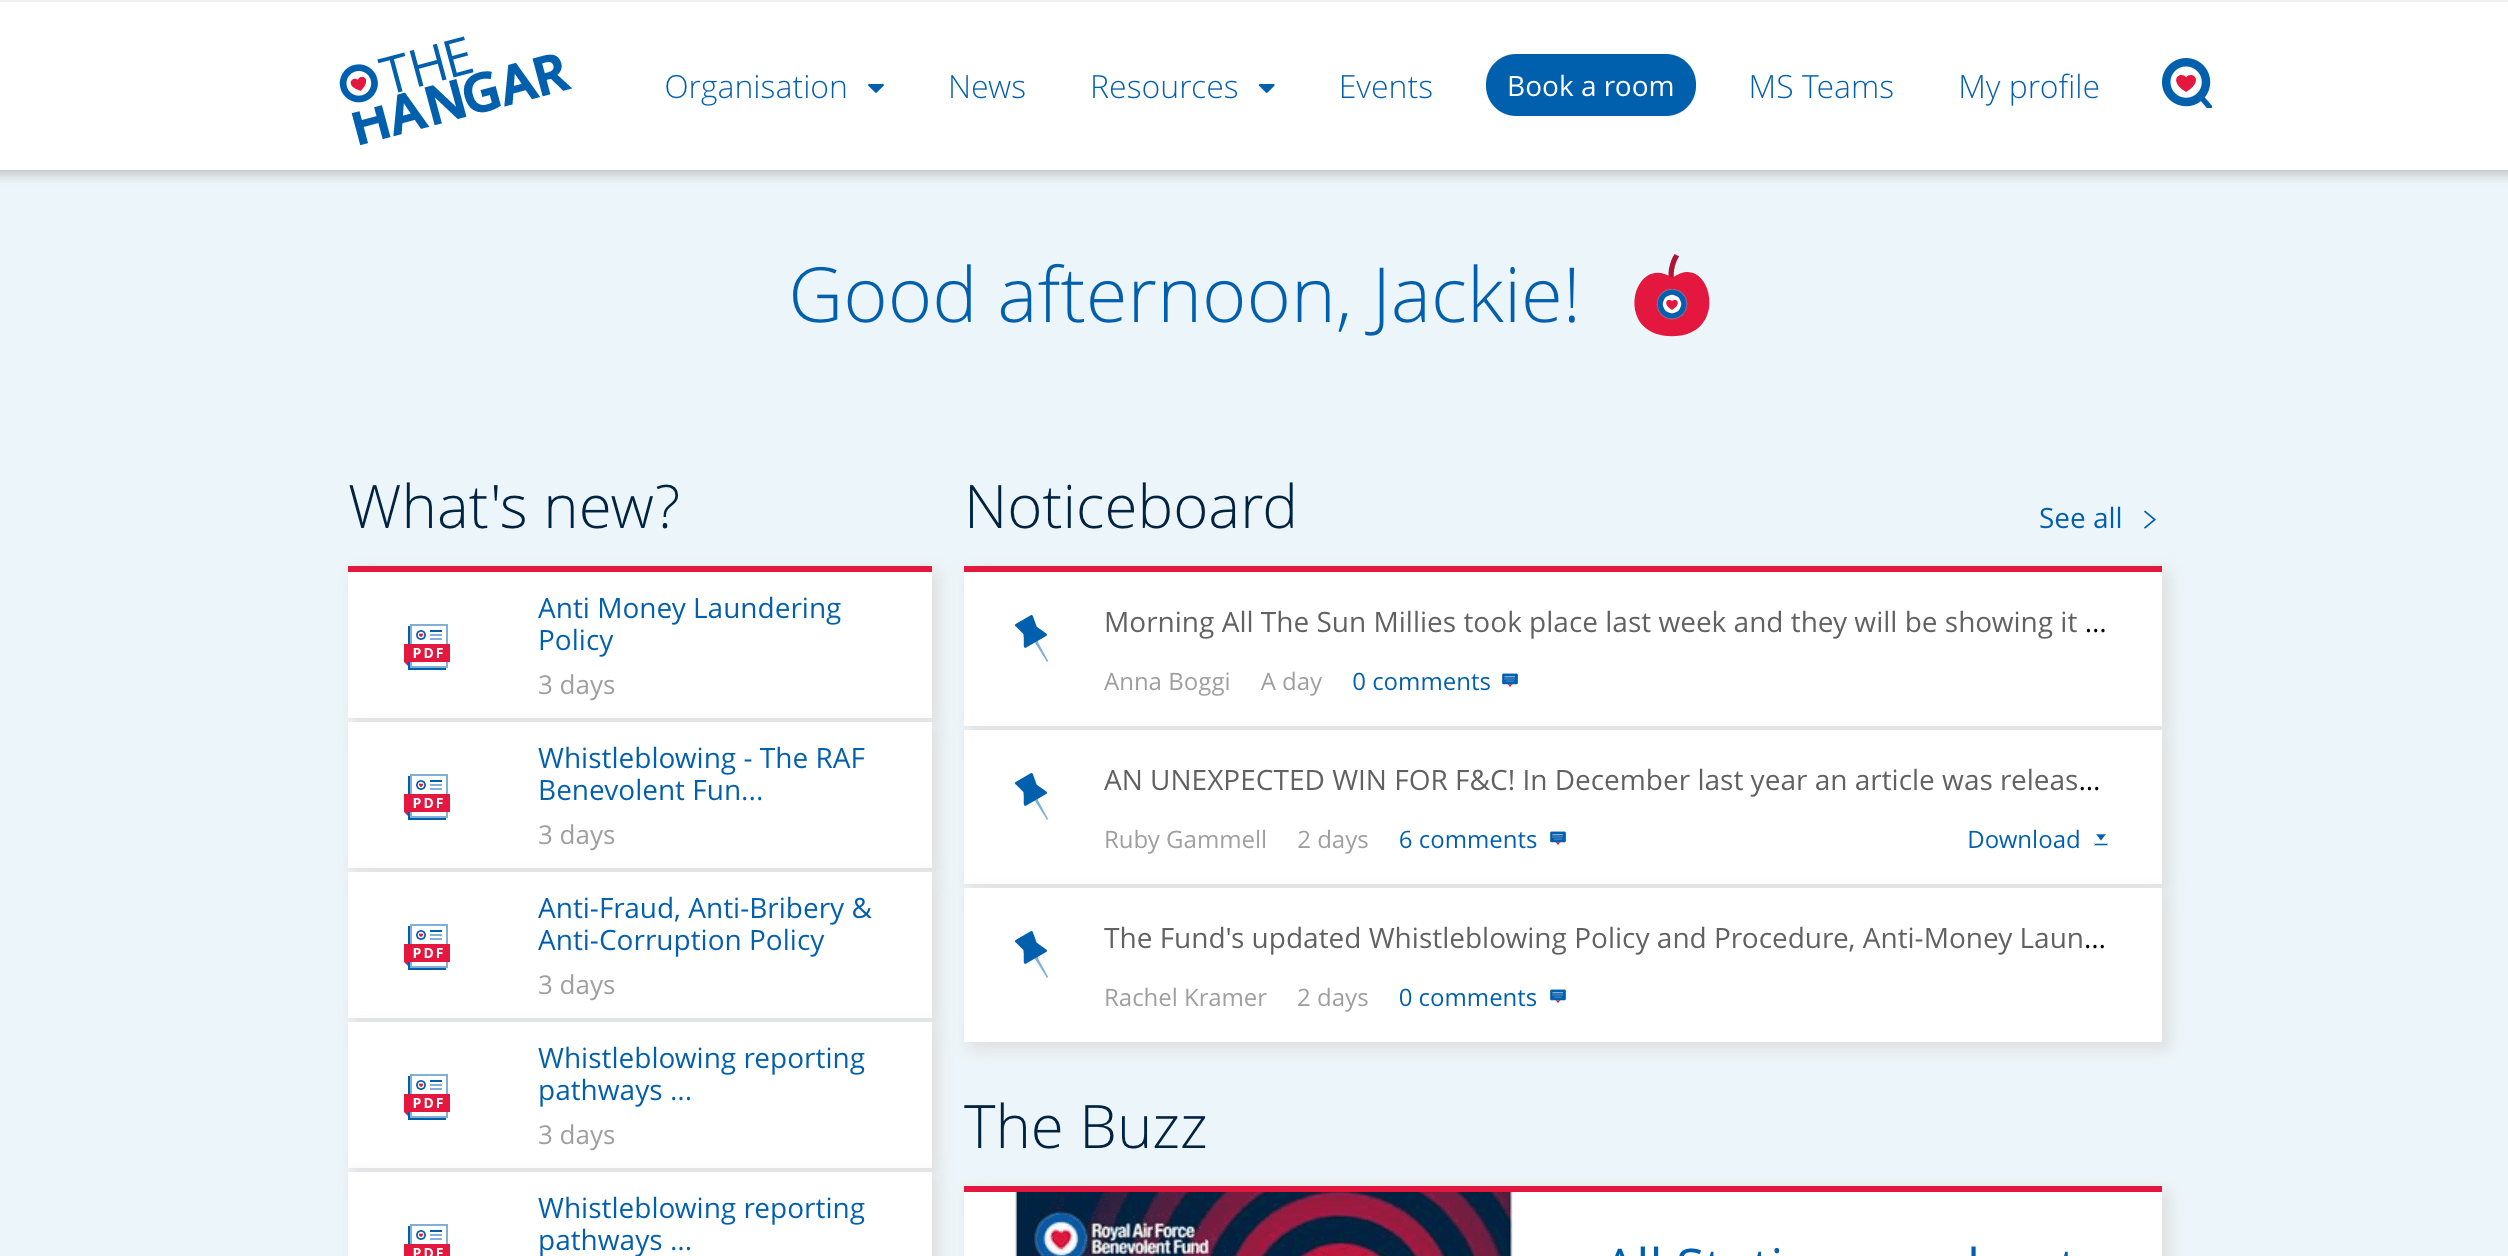 THE
HANGAR
Organisation
News
Resources
Events
Book a room
MS Teams
My profile
Good afternoon, Jackie!
What's new?
PDF
Anti Money Laundering
Policy
3 days
PDF
Whistleblowing - The RAF
Benevolent Fun...
3 days
PDF
Anti-Fraud, Anti-Bribery &
Anti-Corruption Policy
3 days
PDF
Whistleblowing reporting
pathways ...
3 days
PDF
Whistleblowing reporting
pathways ...
Noticeboard
See all
Morning All The Sun Millies took place last week and they will be showing it ...
Anna Boggi A day 0 comments
AN UNEXPECTED WIN FOR F&C! In December last year an article was releas...
Ruby Gammell 2 days 6 comments Download
The Fund's updated Whistleblowing Policy and Procedure, Anti-Money Laun...
Rachel Kramer 2 days 0 comments
The Buzz
Royal Air Force
Benevolent Fund